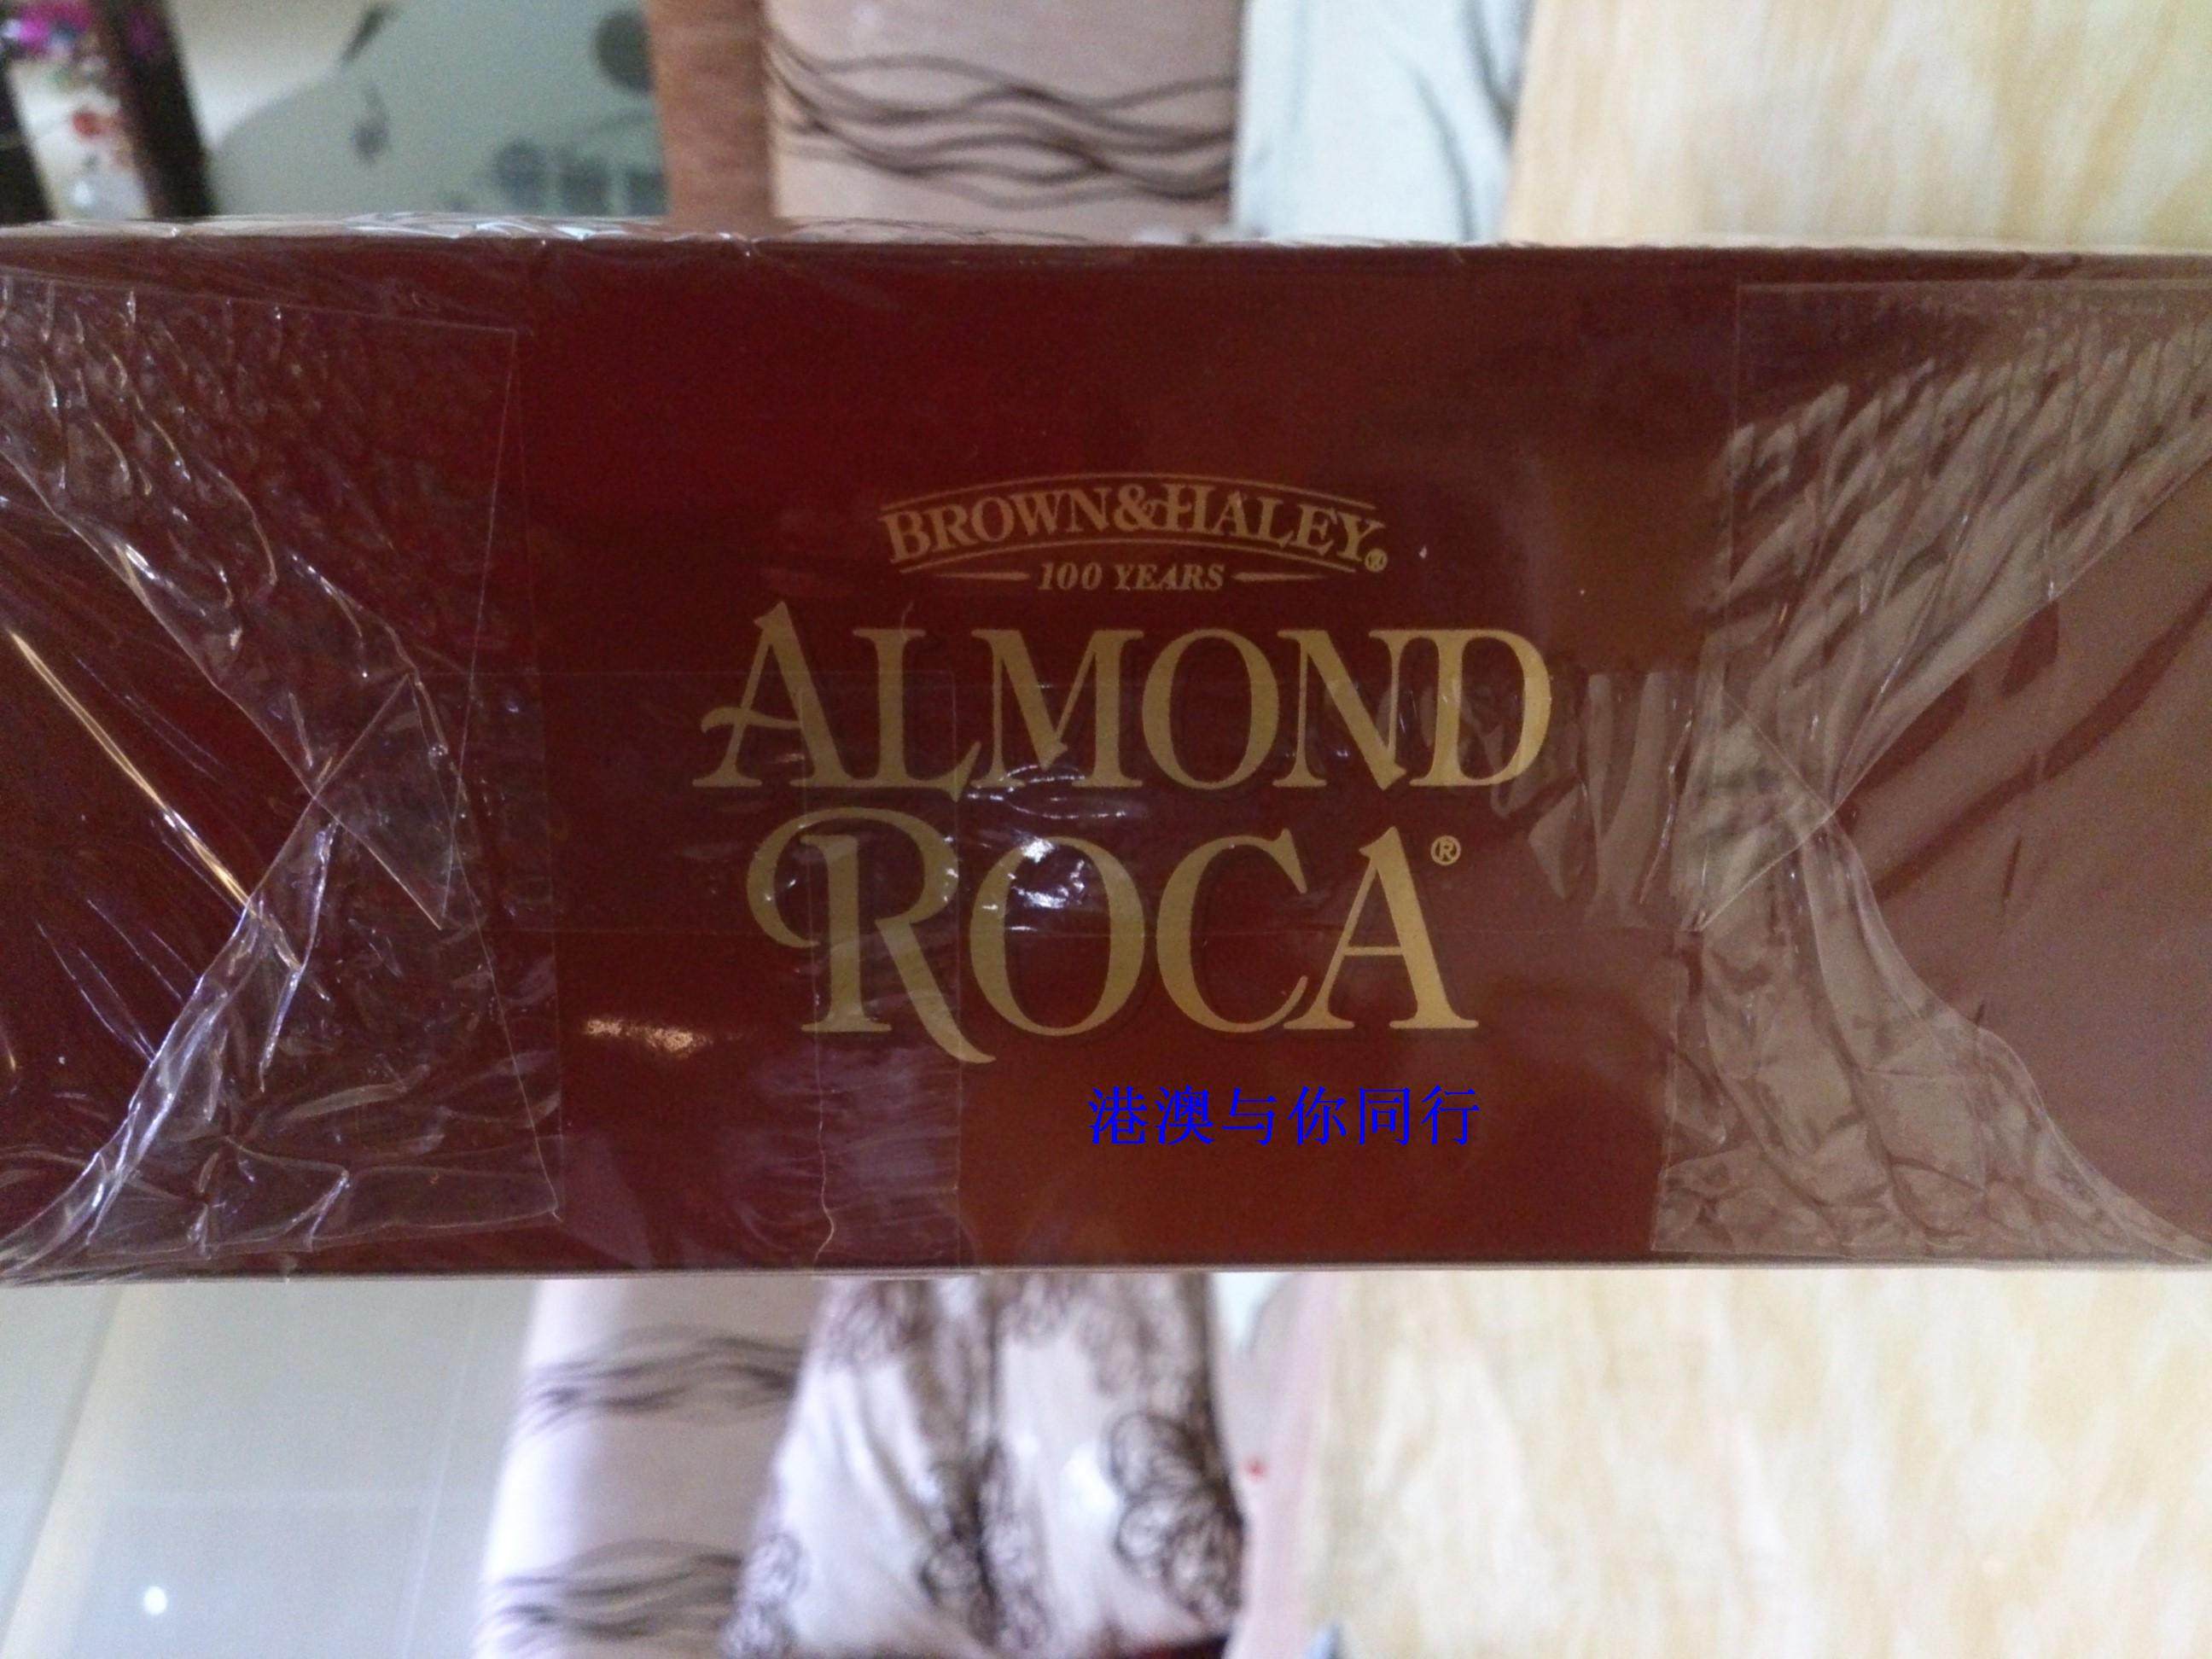 BROWN&HALEY®
100 YEARS
ALMOND
ROCA®
港澳与你同行